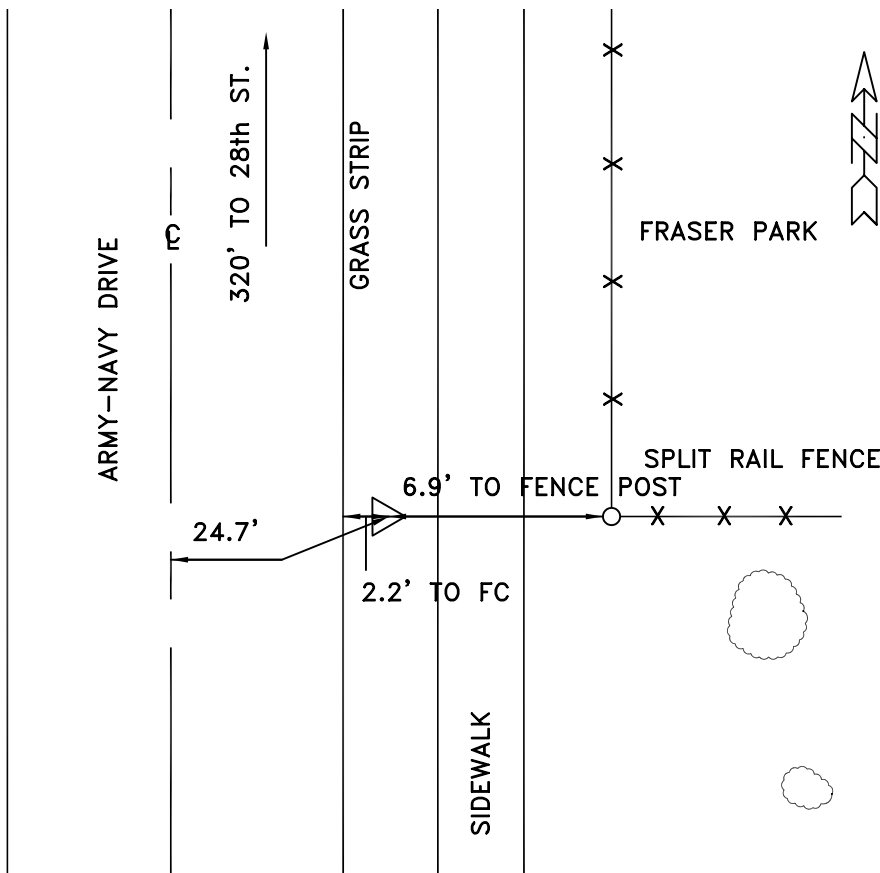 320' TO 28th ST.
GRASS STRIP
N
℄
FRASER PARK
ARMY-NAVY DRIVE
SPLIT RAIL FENCE
6.9' TO FENCE POST
24.7'
2.2' TO FC
SIDEWALK